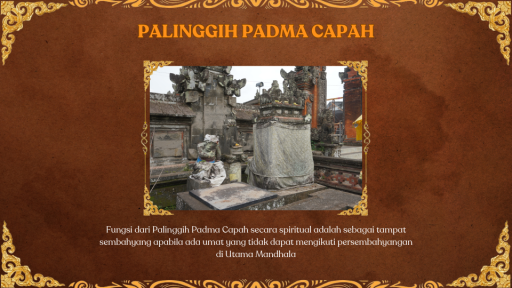 PALINGGIH PADMA CAPAH
Fungsi dari Palinggih Padma Capah secara spiritual adalah sebagai tampat
sembahyang apabila ada umat yang tidak dapat mengikuti persembahyangan
di Utama Mandhala